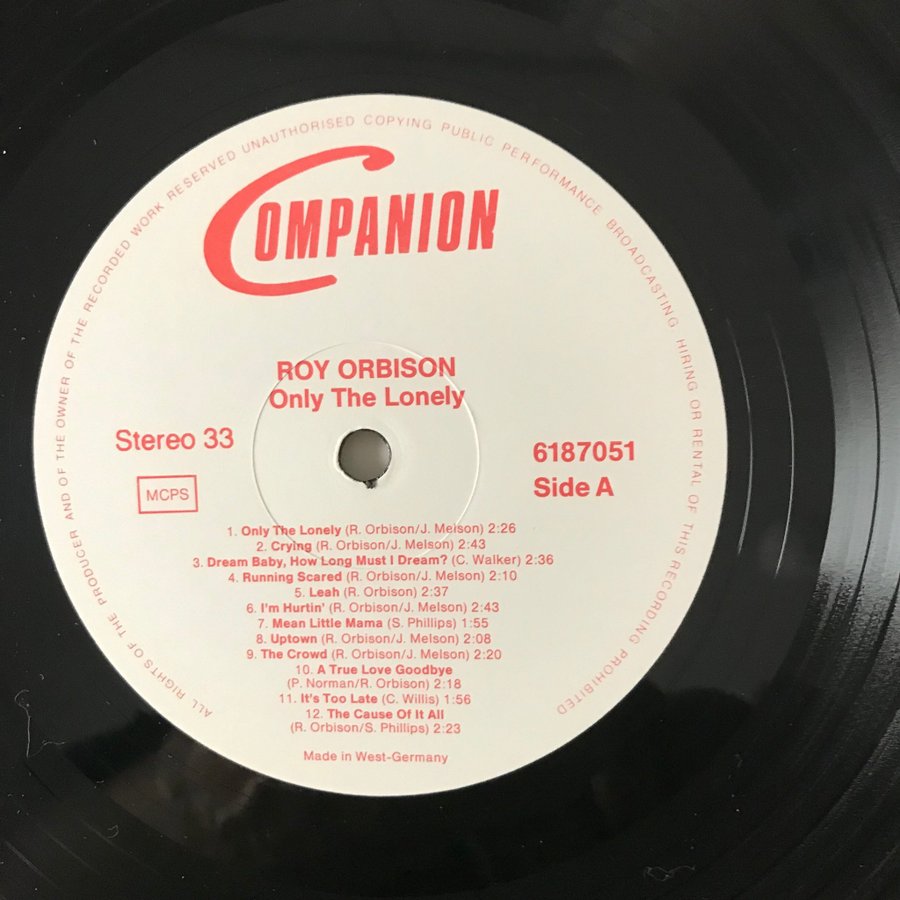 ALL RIGHTS OF THE PRODUCER AND OF THE OWNER OF THE RECORDED WORK RESERVED UNAUTHORISED COPYING PUBLIC PERFORMANCE BROADCASTING HIRING OR RENTAL OF THIS RECORDING PROHIBITED
COMPANION
ROY ORBISON
Only The Lonely
Stereo 33
MCPS
6187051
Side A
1. Only The Lonely (R. Orbison/J. Melson) 2:26
2. Crying (R. Orbison/J. Melson) 2:43
3. Dream Baby, How Long Must I Dream? (C. Walker) 2:36
4. Running Scared (R. Orbison/J. Melson) 2:10
5. Leah (R. Orbison) 2:37
6. I'm Hurtin' (R. Orbison/J. Melson) 2:43
7. Mean Little Mama (S. Phillips) 1:55
8. Uptown (R. Orbison/J. Melson) 2:08
9. The Crowd (R. Orbison/J. Melson) 2:20
10. A True Love Goodbye
(P. Norman/R. Orbison) 2:18
11. It's Too Late (C. Willis) 1:56
12. The Cause Of It All
(R. Orbison/S. Phillips) 2:23
Made in West-Germany